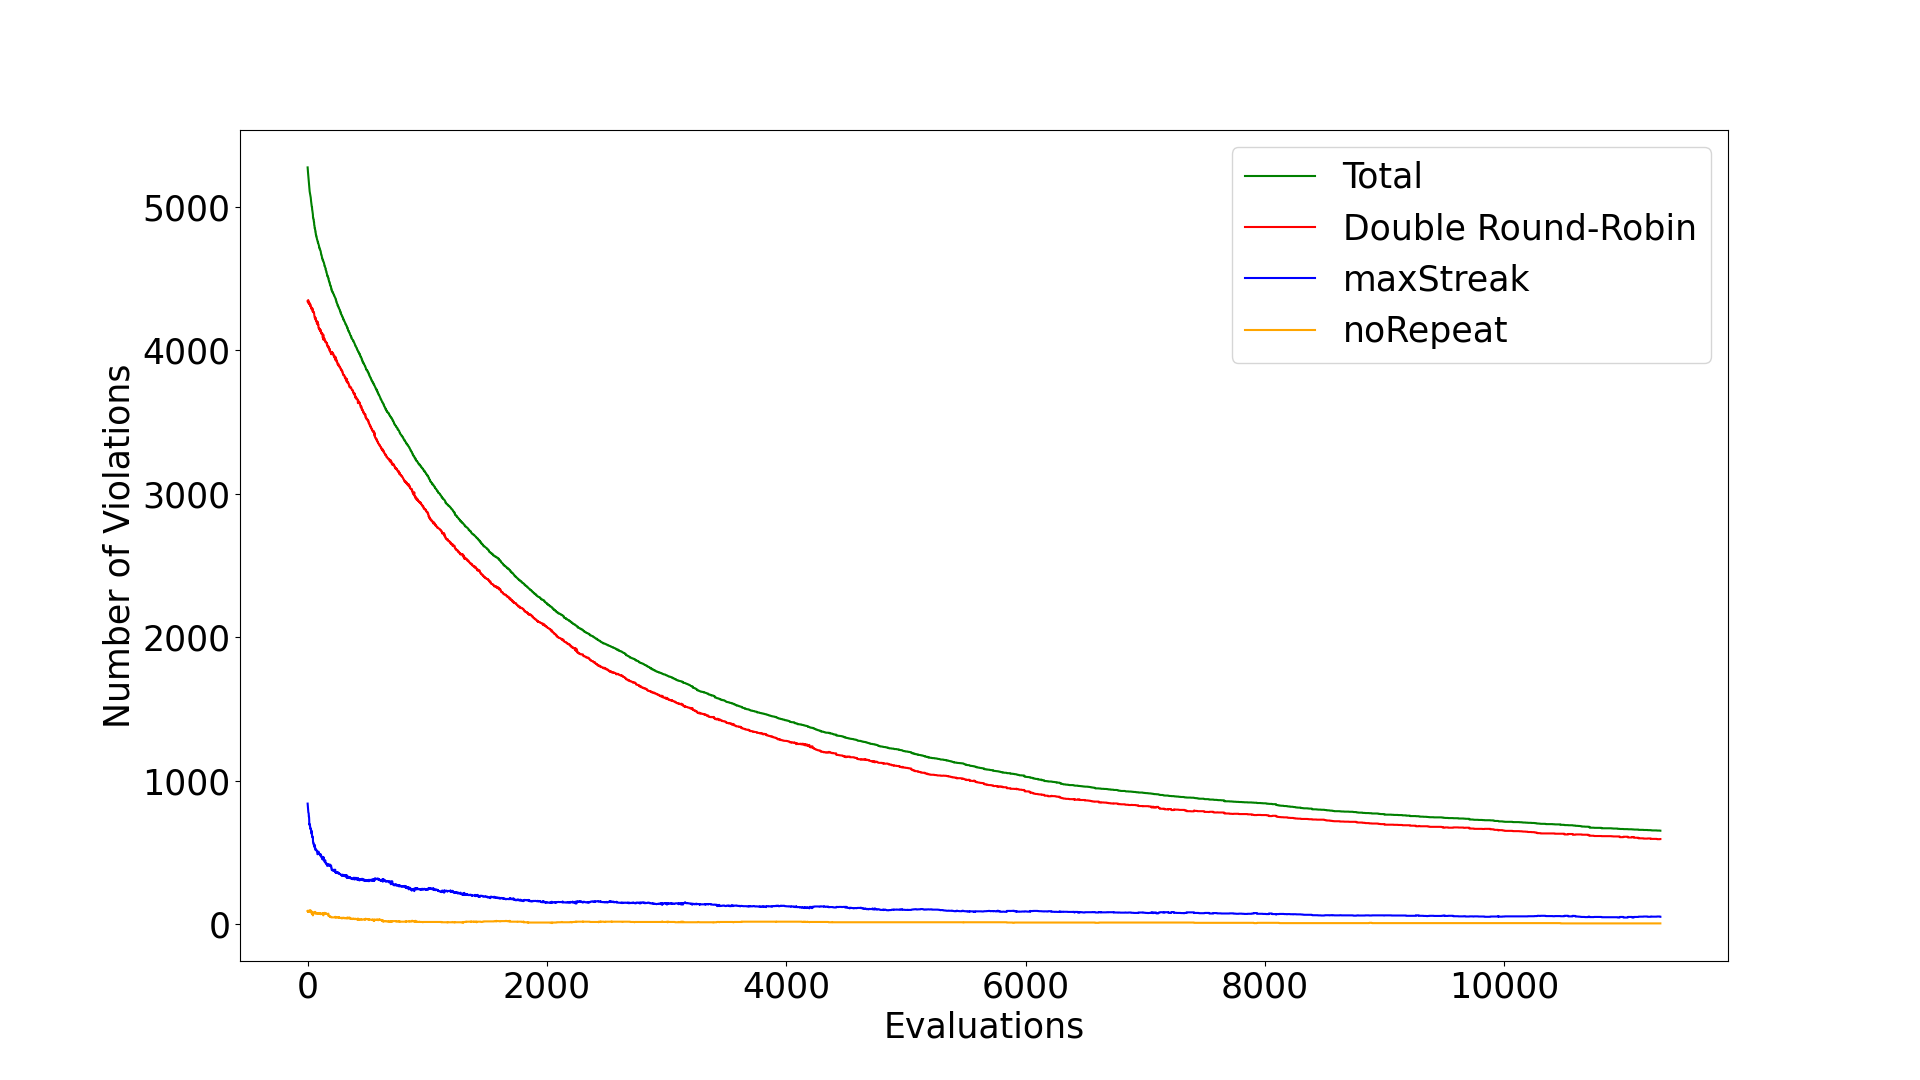 Total
Double Round-Robin
maxStreak
noRepeat
5000
4000
3000
2000
1000
0
Number of Violations
0 2000 4000 6000 8000 10000
Evaluations